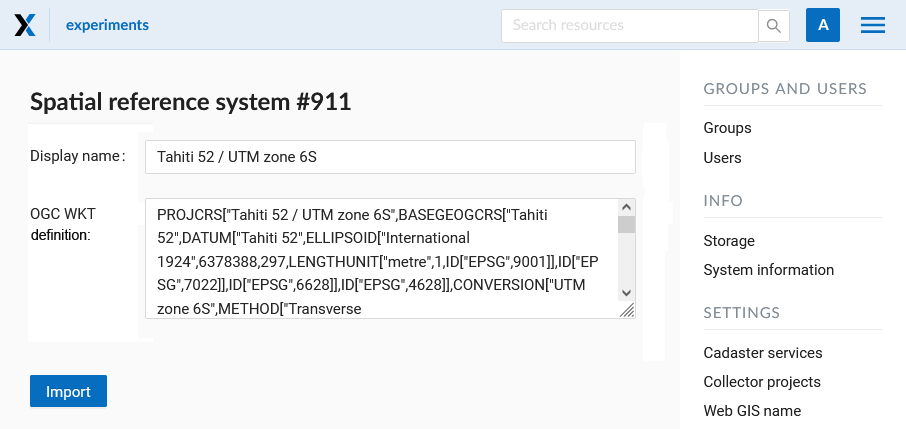 experiments
Search resources
A
Spatial reference system #911
Display name:
Tahiti 52 / UTM zone 6S
OGC WKT
definition:
PROJCRS["Tahiti 52 / UTM zone 6S",BASEGEOGCRS["Tahiti
52",DATUM["Tahiti 52",ELLIPSOID["International
1924",6378388,297,LENGTHUNIT["metre",1,ID["EPSG",9001]],ID["EP
SG",7022]],ID["EPSG",6628]],ID["EPSG",4628]],CONVERSION["UTM
zone 6S",METHOD["Transverse
Import
GROUPS AND USERS
Groups
Users
INFO
Storage
System information
SETTINGS
Cadaster services
Collector projects
Web GIS name